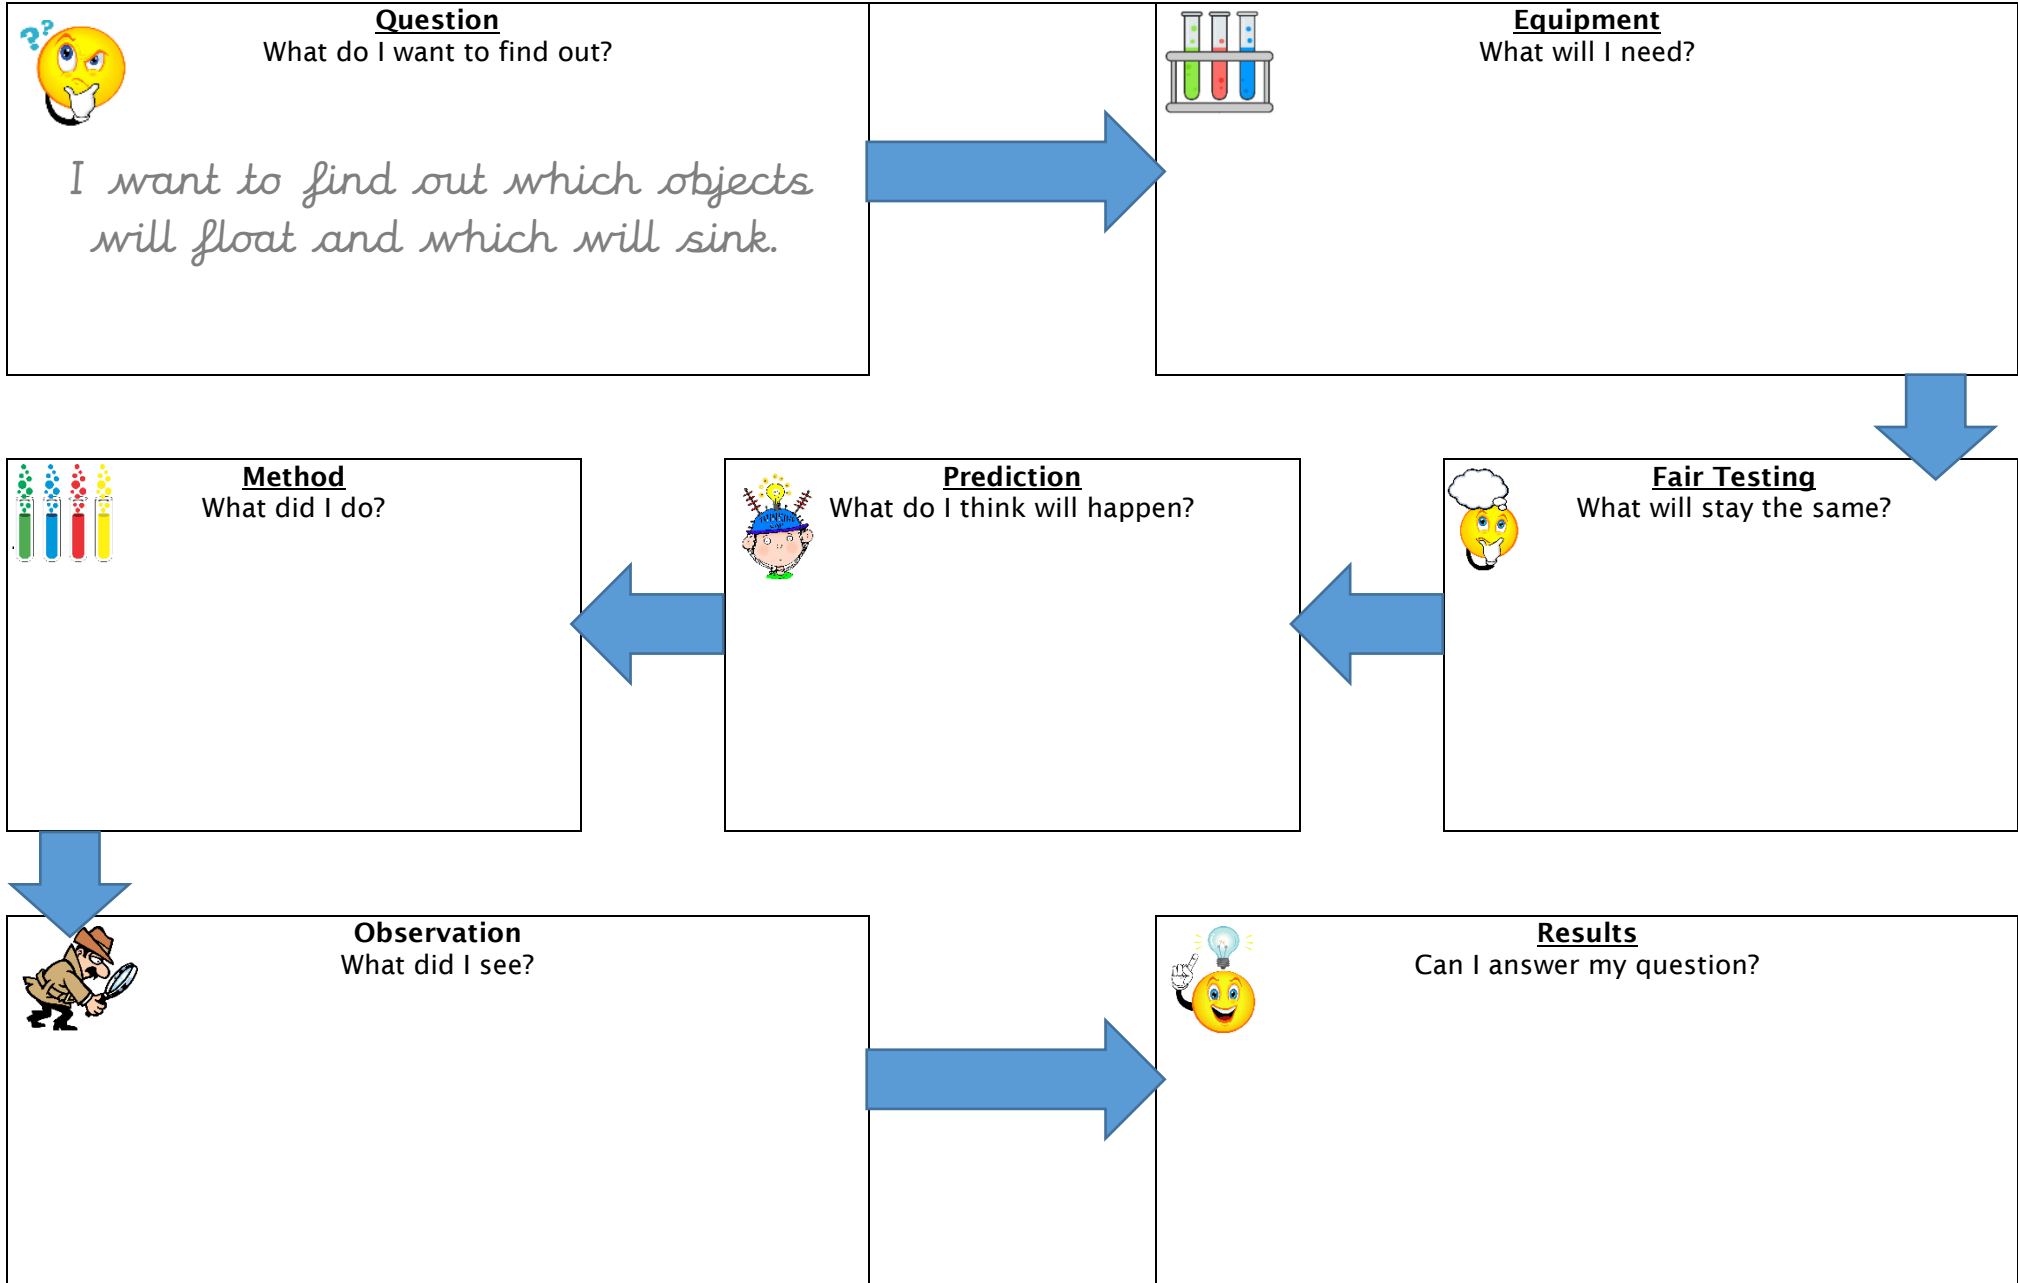 Question
What do I want to find out?
I want to find out which objects
will float and which will sink.
Equipment
What will I need?
Fair Testing
What will stay the same?
Prediction
What do I think will happen?
Method
What did I do?
Observation
What did I see?
Results
Can I answer my question?